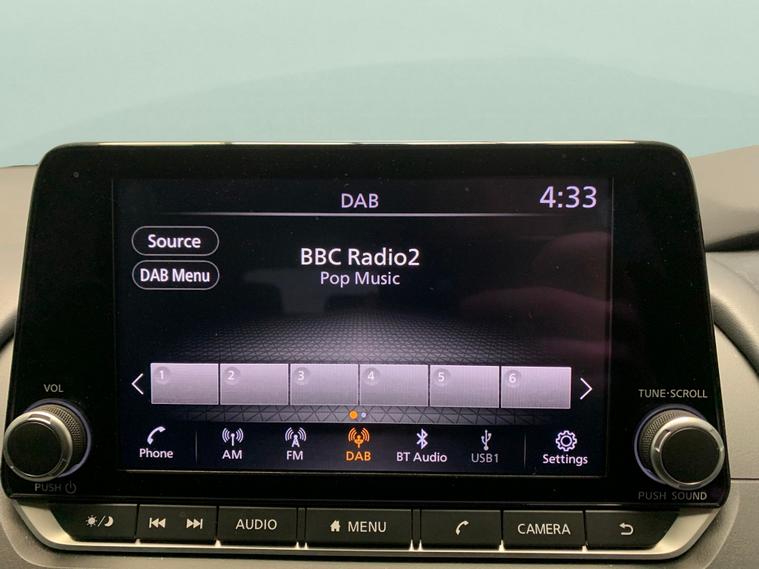 DAB
4:33
Source
BBC Radio2
DAB Menu
Pop Music
1 2 3 4 5 6
VOL
TUNE·SCROLL
Phone AM FM DAB BT Audio USB1 Settings
PUSH
PUSH SOUND
AUDIO MENU CAMERA